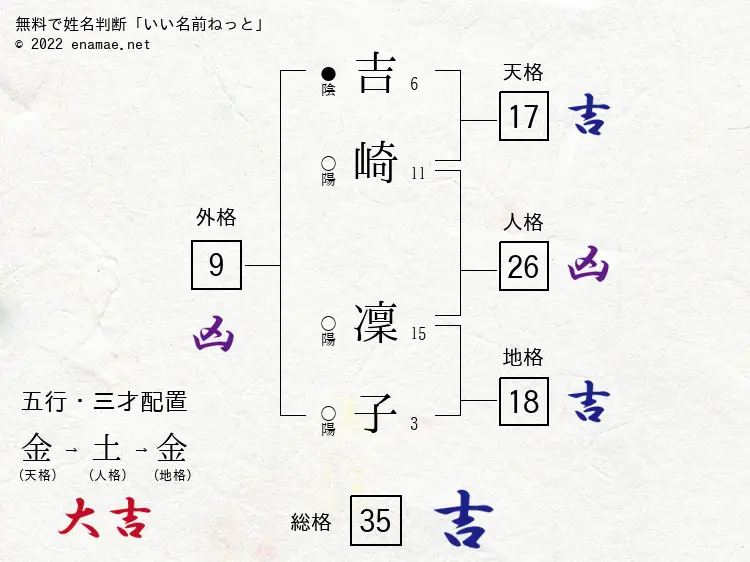 無料で姓名判断「いい名前ねっと」
© 2022 enamae.net
●
陰
吉
6
天格
17
吉
○
陽
崎
11
外格
9
凶
人格
26
凶
○
陽
凜
15
地格
18
吉
○
陽
子
3
五行・三才配置
金→土→金
(天格) (人格) (地格)
大吉
総格
35
吉